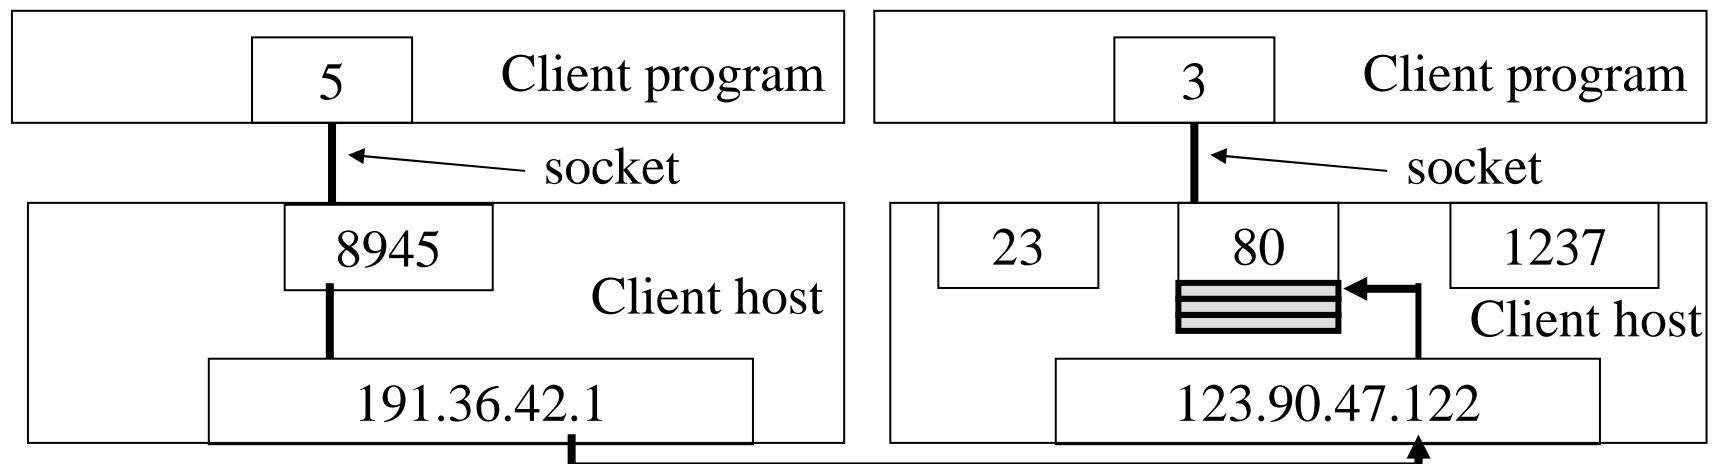 5
Client program
socket
8945
Client host
191.36.42.1
3
Client program
socket
23
80
1237
Client host
123.90.47.122